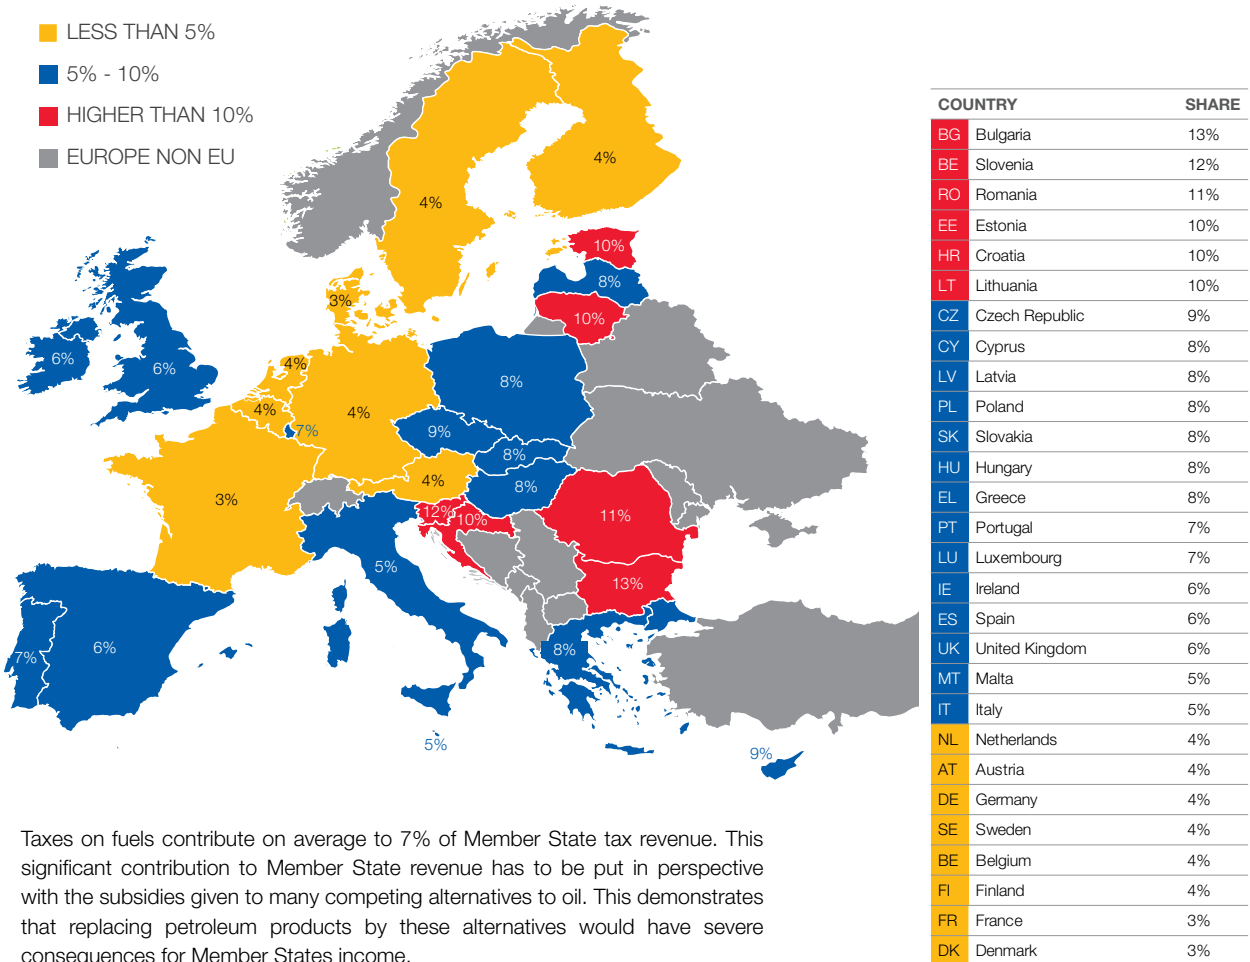 LESS THAN 5%
5% - 10%
HIGHER THAN 10%
EUROPE NON EU
4%
4%
10%
8%
10%
3%
6%
6%
4%
4%
4%
7%
8%
9%
8%
8%
4%
3%
12%
10%
11%
13%
5%
6%
7%
8%
5%
9%
COUNTRY SHARE
BG Bulgaria 13%
BE Slovenia 12%
RO Romania 11%
EE Estonia 10%
HR Croatia 10%
LT Lithuania 10%
CZ Czech Republic 9%
CY Cyprus 8%
LV Latvia 8%
PL Poland 8%
SK Slovakia 8%
HU Hungary 8%
EL Greece 8%
PT Portugal 7%
LU Luxembourg 7%
IE Ireland 6%
ES Spain 6%
UK United Kingdom 6%
MT Malta 5%
IT Italy 5%
NL Netherlands 4%
AT Austria 4%
DE Germany 4%
SE Sweden 4%
BE Belgium 4%
FI Finland 4%
FR France 3%
DK Denmark 3%
Taxes on fuels contribute on average to 7% of Member State tax revenue. This
significant contribution to Member State revenue has to be put in perspective
with the subsidies given to many competing alternatives to oil. This demonstrates
that replacing petroleum products by these alternatives would have severe
consequences for Member States income.